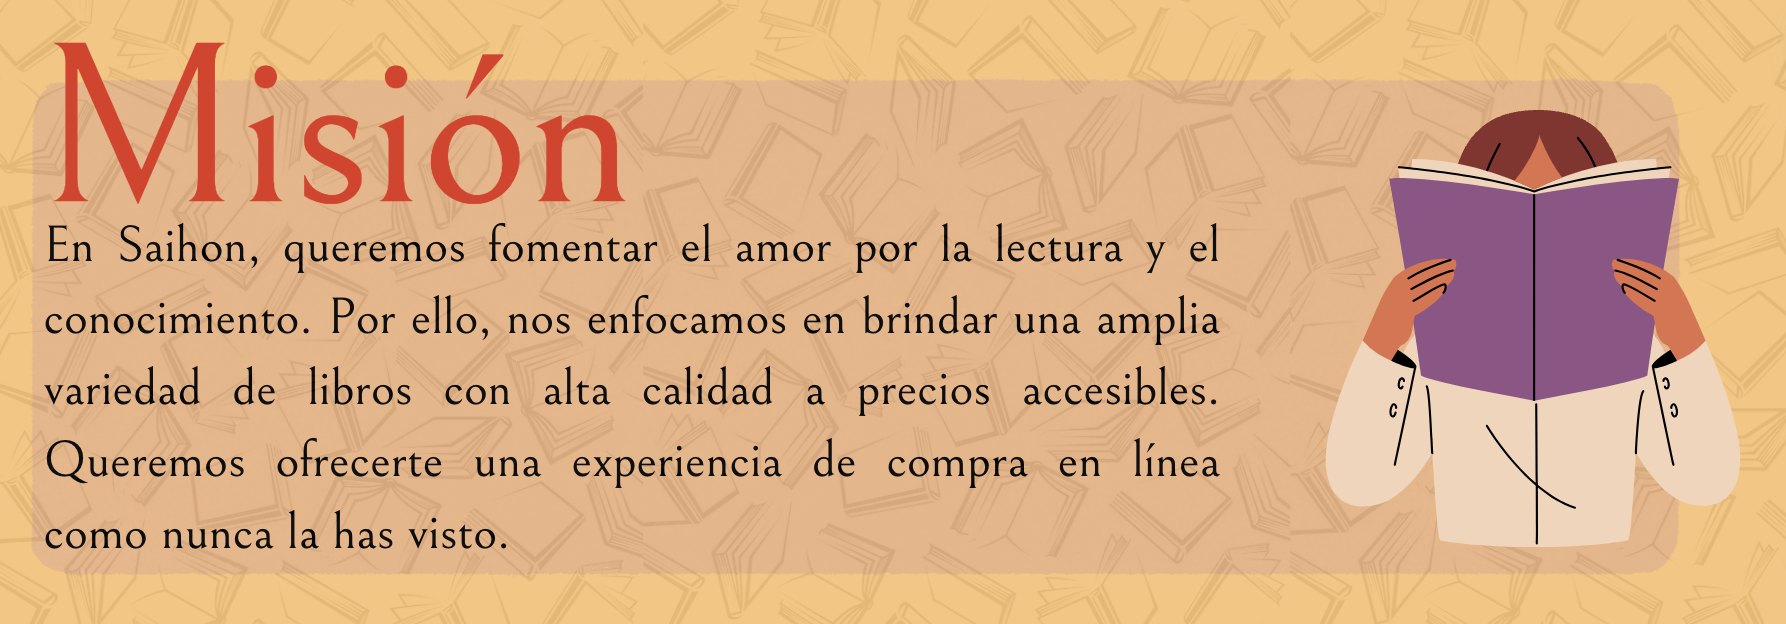 Misión
En Saihon, queremos fomentar el amor por la lectura y el
conocimiento. Por ello, nos enfocamos en brindar una amplia
variedad de libros con alta calidad a precios accesibles.
Queremos ofrecerte una experiencia de compra en línea
como nunca la has visto.